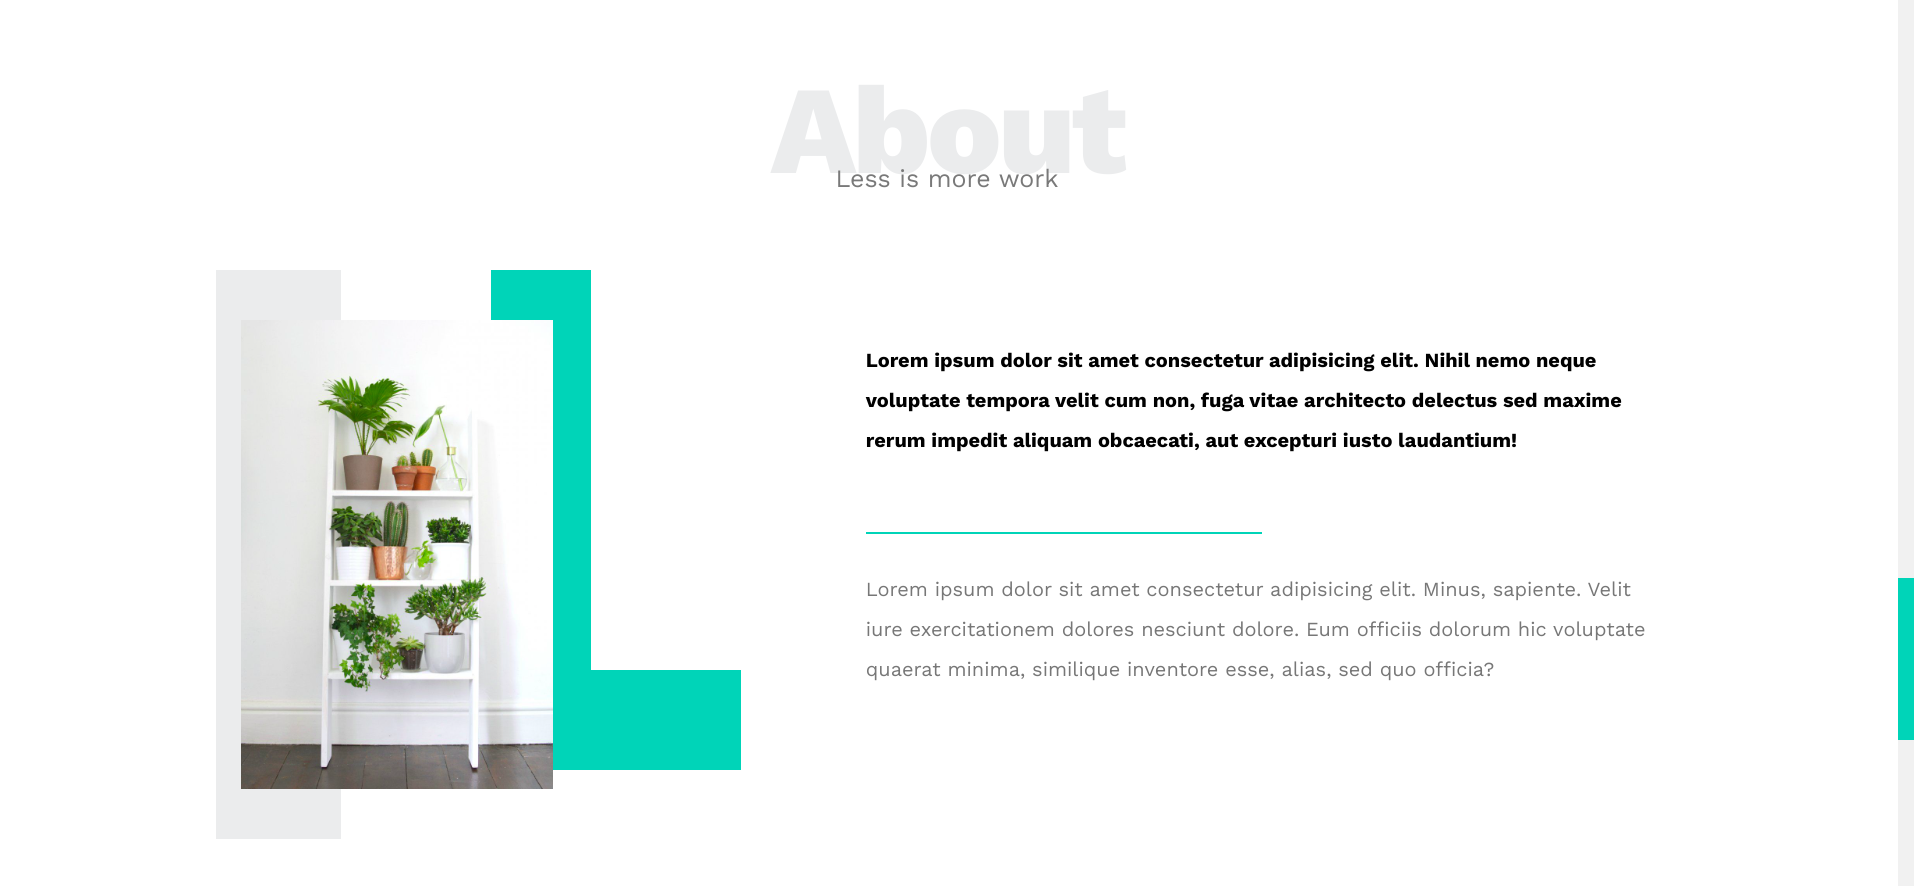 About
Less is more work
Lorem ipsum dolor sit amet consectetur adipisicing elit. Nihil nemo neque
voluptate tempora velit cum non, fuga vitae architecto delectus sed maxime
rerum impedit aliquam obcaecati, aut excepturi iusto laudantium!
Lorem ipsum dolor sit amet consectetur adipisicing elit. Minus, sapiente. Velit
iure exercitationem dolores nesciunt dolore. Eum officiis dolorum hic voluptate
quaerat minima, similique inventore esse, alias, sed quo officia?